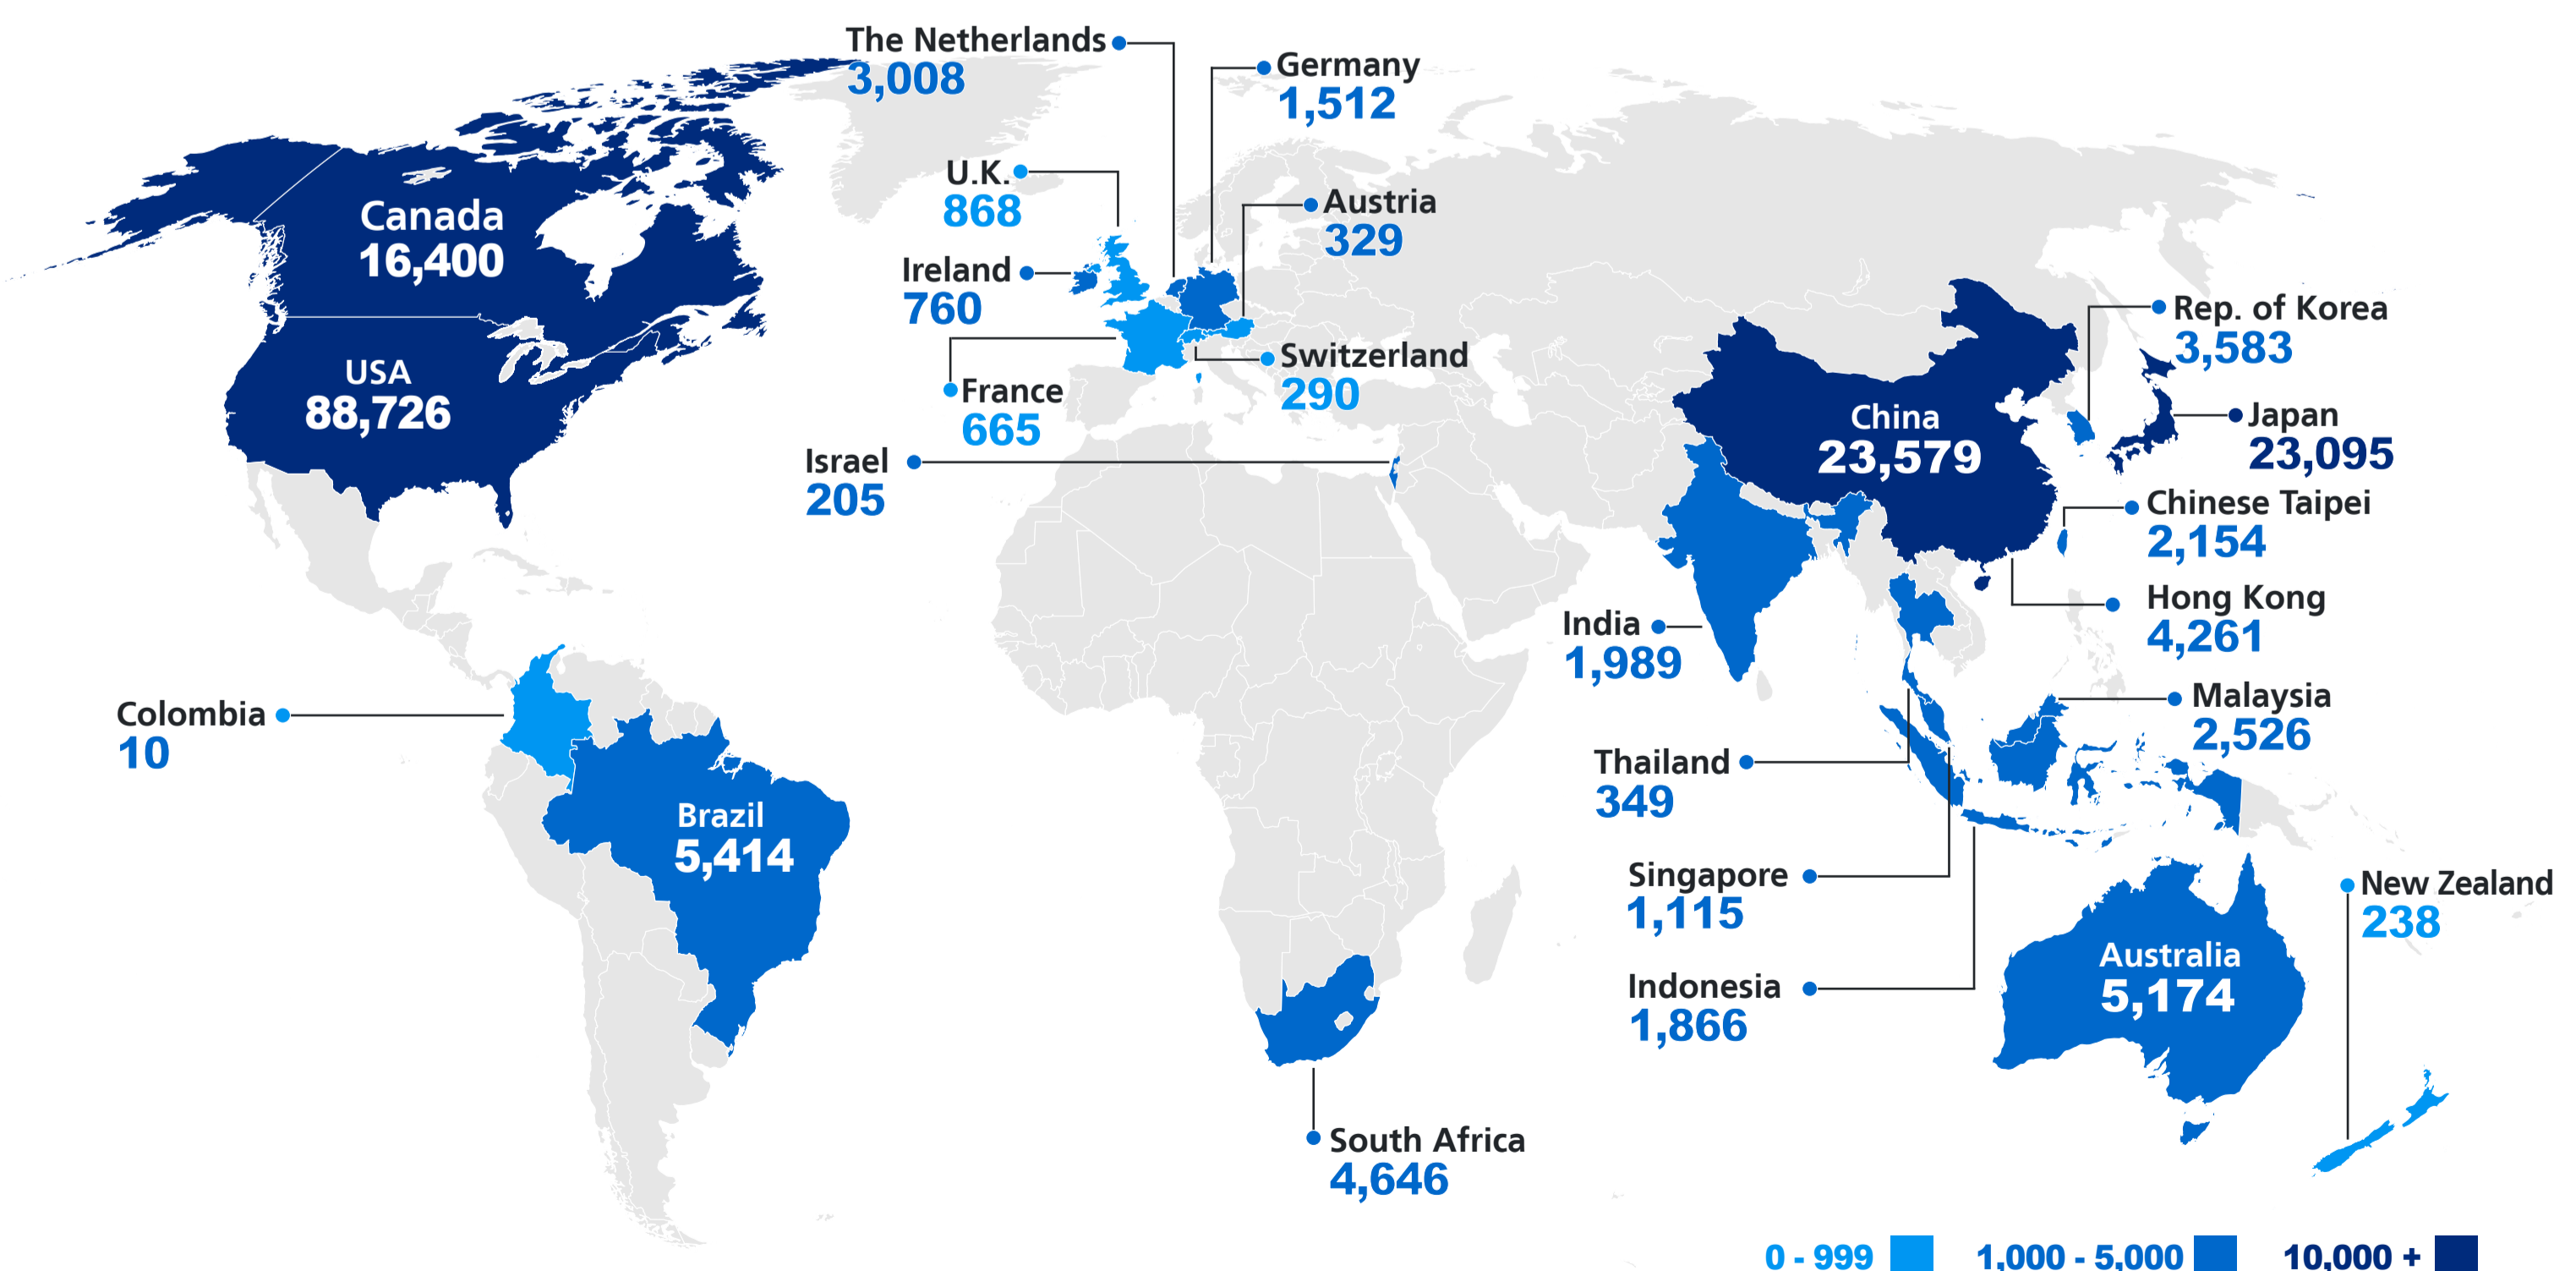 The Netherlands
3,008
Germany
1,512
U.K.
868
Austria
329
Canada
16,400
Ireland
760
Rep. of Korea
3,583
Switzerland
290
USA
88,726
France
665
China
23,579
Japan
23,095
Israel
205
Chinese Taipei
2,154
Hong Kong
4,261
India
1,989
Colombia
10
Malaysia
2,526
Thailand
349
Brazil
5,414
Singapore
1,115
New Zealand
238
Australia
5,174
Indonesia
1,866
South Africa
4,646
0 - 999
1,000 - 5,000
10,000 +